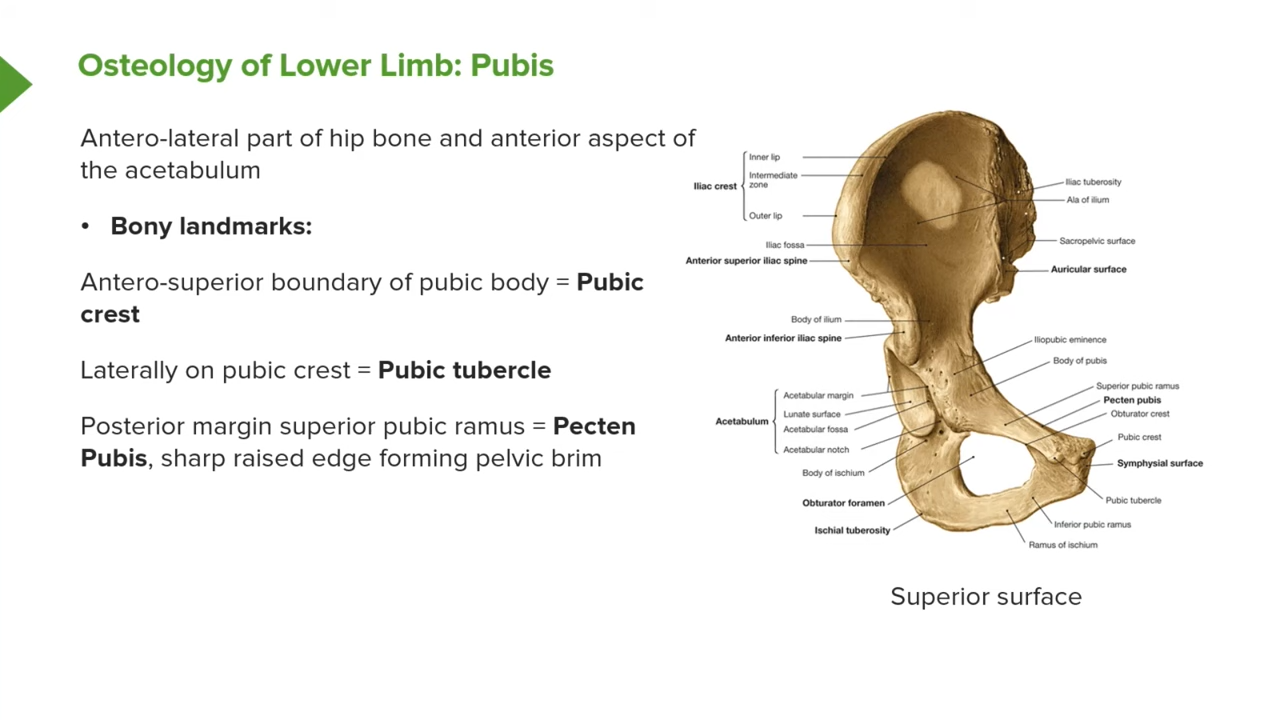 Osteology of Lower Limb: Pubis
Antero-lateral part of hip bone and anterior aspect of
the acetabulum
• Bony landmarks:
Antero-superior boundary of pubic body = Pubic
crest
Laterally on pubic crest = Pubic tubercle
Posterior margin superior pubic ramus = Pecten
Pubis, sharp raised edge forming pelvic brim
Iliac crest
Inner lip
Intermediate
zone
Outer lip
Iliac fossa
Anterior superior iliac spine
Body of ilium
Anterior inferior iliac spine
Acetabulum
Acetabular margin
Lunate surface
Acetabular fossa
Acetabular notch
Body of ischium
Obturator foramen
Ischial tuberosity
Iliac tuberosity
Ala of ilium
Sacropelvic surface
Auricular surface
Iliopubic eminence
Body of pubis
Superior pubic ramus
Pecten pubis
Obturator crest
Pubic crest
Symphysial surface
Pubic tubercle
Inferior pubic ramus
Ramus of ischium
Superior surface